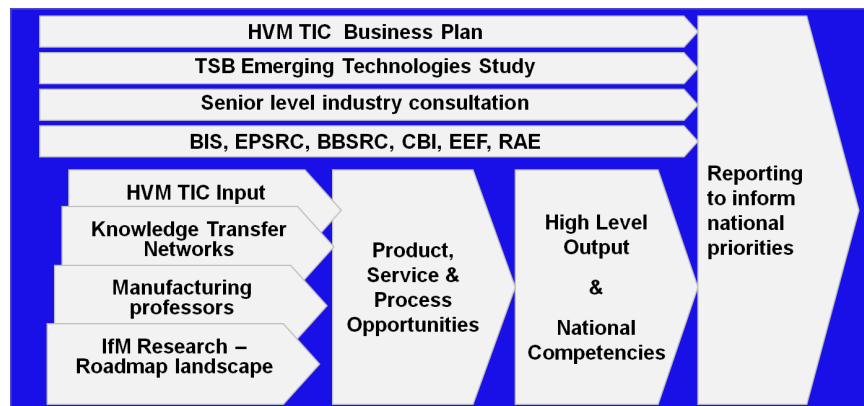 HVM TIC Business Plan
TSB Emerging Technologies Study
Senior level industry consultation
BIS, EPSRC, BBSRC, CBI, EEF, RAE
HVM TIC Input
Knowledge Transfer
Networks
Manufacturing
professors
IfM Research –
Roadmap landscape
Product,
Service &
Process
Opportunities
High Level
Output
&
National
Competencies
Reporting
to inform
national
priorities